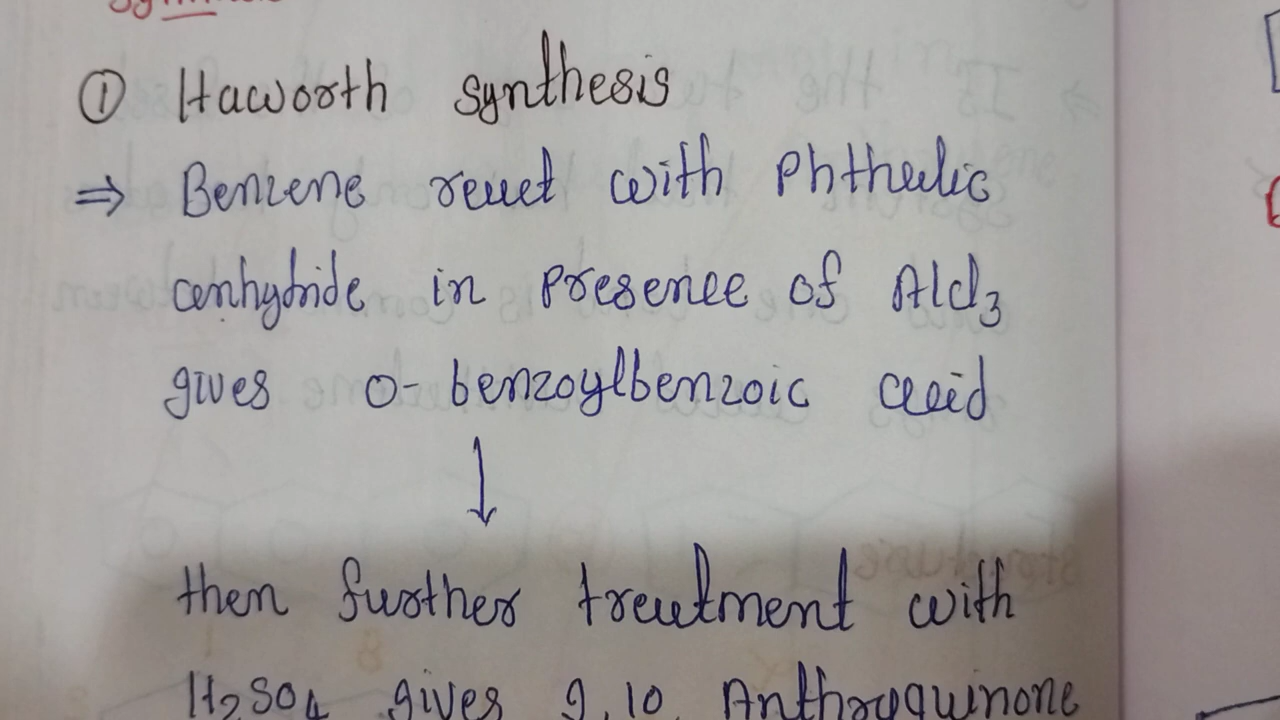 ① Haworth synthesis
⇒ Benzene react with Phthalic
anhydride in presence of AlCl3
gives o- benzoylbenzoic acid
↓
then further treatment with
H2SO4 gives 9,10 Anthraquinone